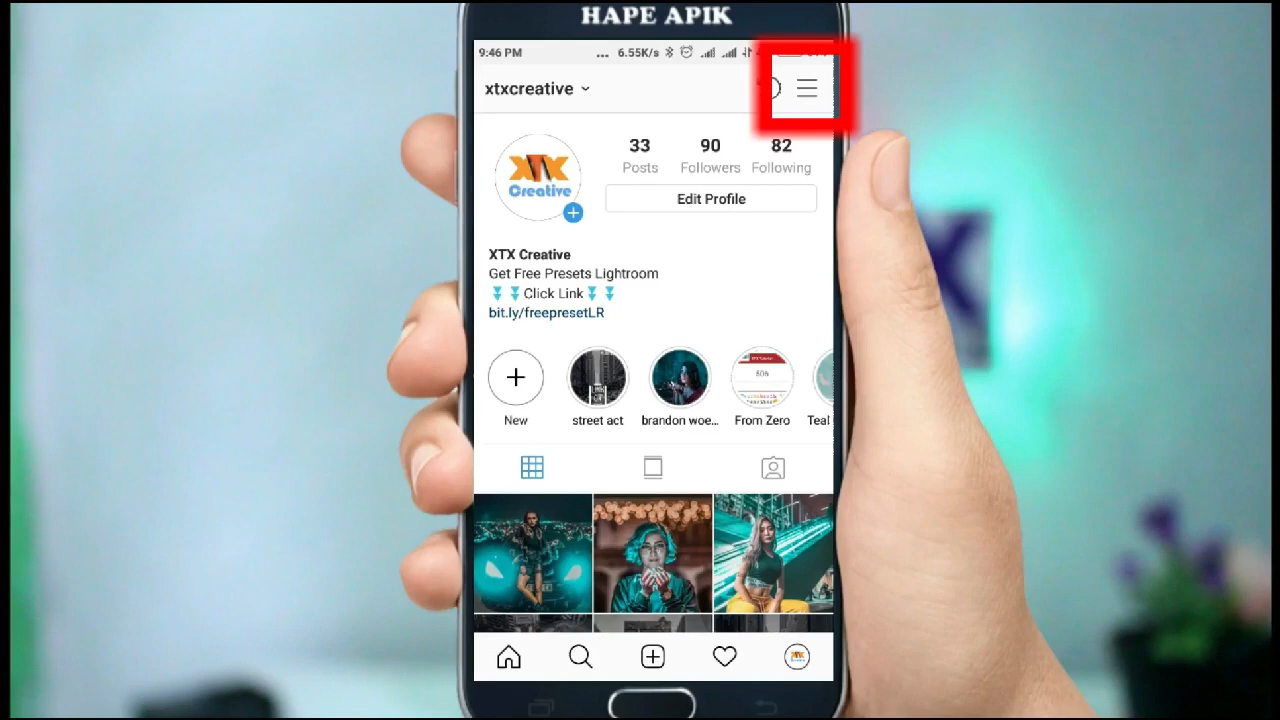 HAPE APIK
9:46 PM ... 6.55K/s
xtxcreative
33 90 82
Posts Followers Following
Edit Profile
XTX
Creative
XTX Creative
Get Free Presets Lightroom
Click Link
bit.ly/freepresetLR
506
New street act brandon woe... From Zero Teal